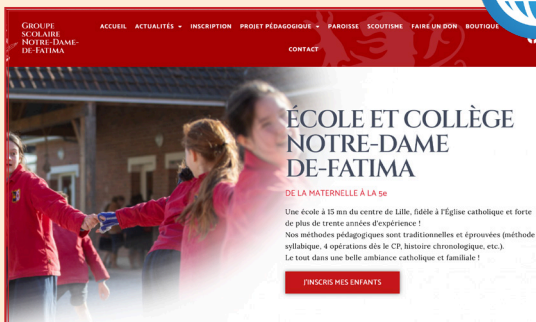 GROUPE
SCOLAIRE
NOTRE-DAME-
DE-FATIMA
ACCUEIL ACTUALITÉS INSCRIPTION PROJET PÉDAGOGIQUE PAROISSE SCOUTISME FAIRE UN DON BOUTIQUE
CONTACT
ÉCOLE ET COLLÈGE
NOTRE-DAME
DE-FATIMA
DE LA MATERNELLE À LA 5e
Une école à 15 mn du centre de Lille, fidèle à l'Église catholique et forte
de plus de trente années d'expérience !
Nos méthodes pédagogiques sont traditionnelles et éprouvées (méthode
syllabique, 4 opérations dès le CP, histoire chronologique, etc.).
Le tout dans une belle ambiance catholique et familiale !
J'INSCRIS MES ENFANTS